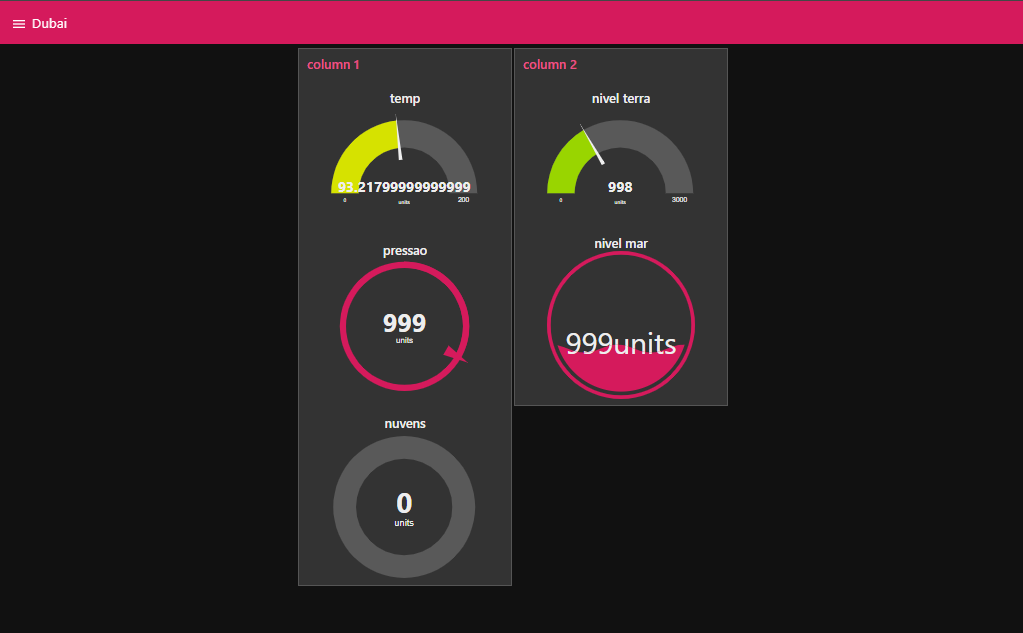 Dubai
column 1
temp
93.21799999999999
0
units
200
pressao
999
units
nuvens
0
units
column 2
nivel terra
998
0
units
3000
nivel mar
999units